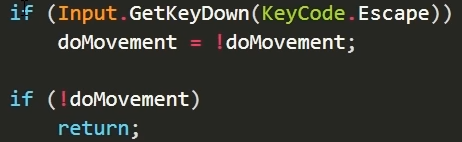 if (Input.GetKeyDown(KeyCode.Escape))
    doMovement = !doMovement;

if (!doMovement)
    return;